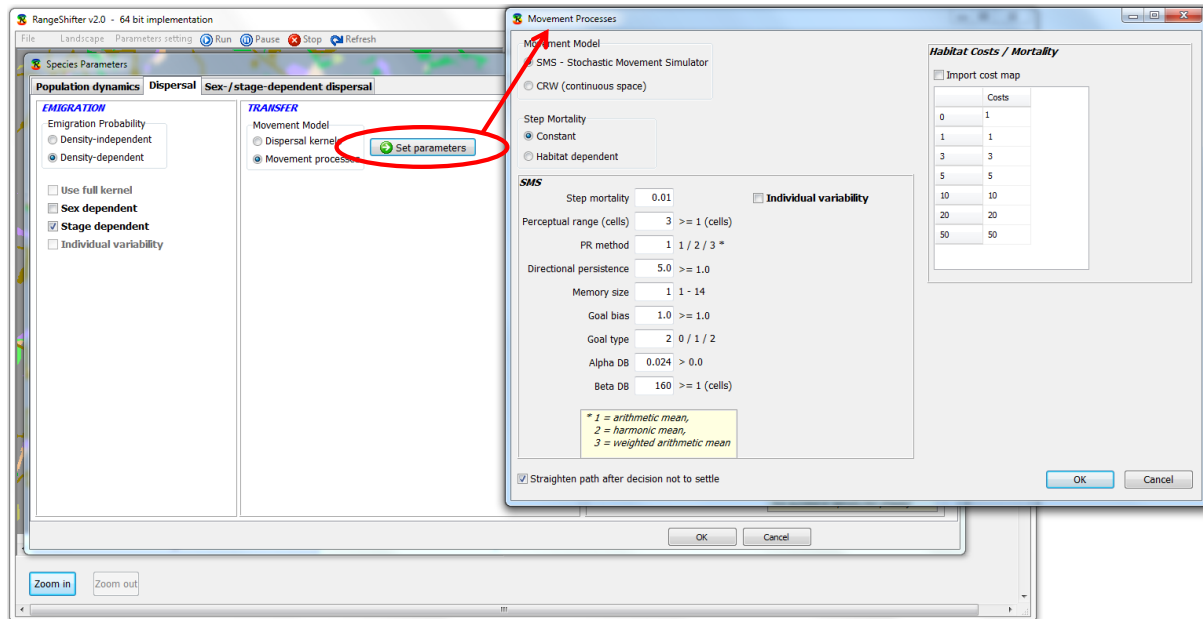 RangeShifter v2.0 - 64 bit implementation
File Landscape Parameters setting Run Pause Stop Refresh
Species Parameters
Population dynamics Dispersal Sex-/stage-dependent dispersal
EMIGRATION
Emigration Probability
Density-independent
Density-dependent
Use full kernel
Sex dependent
Stage dependent
Individual variability
TRANSFER
Movement Model
Dispersal kernels
Movement processes
Set parameters
OK Cancel
Zoom in Zoom out
Movement Processes
Movement Model
SMS - Stochastic Movement Simulator
CRW (continuous space)
Step Mortality
Constant
Habitat dependent
SMS
Step mortality 0.01 Individual variability
Perceptual range (cells) 3 >= 1 (cells)
PR method 1 1 / 2 / 3 *
Directional persistence 5.0 >= 1.0
Memory size 1 1 - 14
Goal bias 1.0 >= 1.0
Goal type 2 0 / 1 / 2
Alpha DB 0.024 > 0.0
Beta DB 160 >= 1 (cells)
* 1 = arithmetic mean,
2 = harmonic mean,
3 = weighted arithmetic mean
Straighten path after decision not to settle
Habitat Costs / Mortality
Import cost map
Costs
0 1
1 1
3 3
5 5
10 10
20 20
50 50
OK Cancel